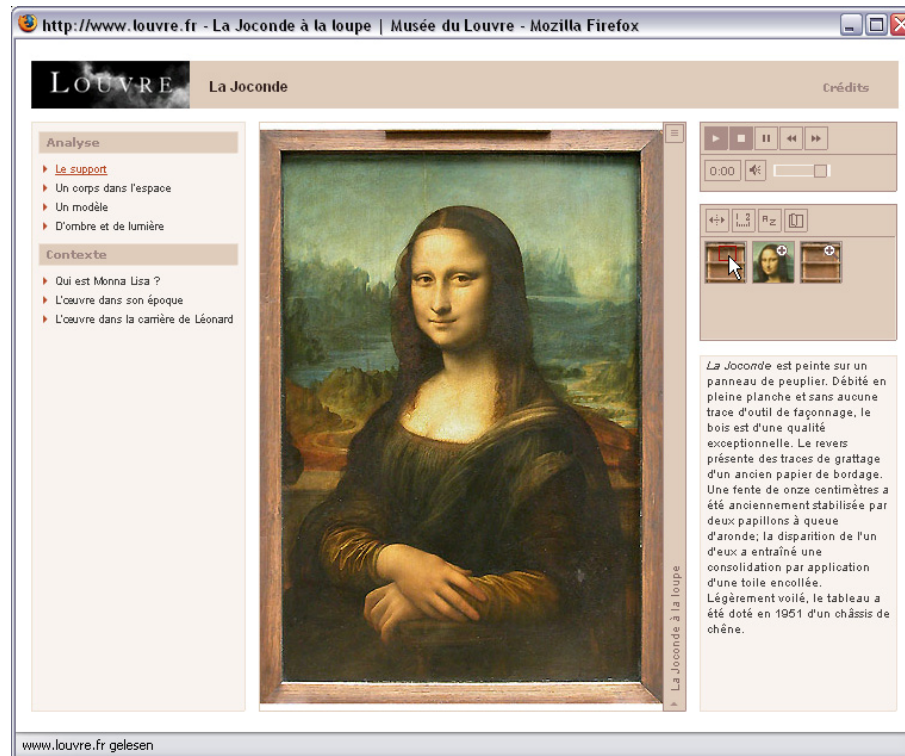 http://www.louvre.fr - La Joconde à la loupe | Musée du Louvre - Mozilla Firefox
LOUVRE
La Joconde
Crédits
Analyse
Le support
Un corps dans l'espace
Un modèle
D'ombre et de lumière
Contexte
Qui est Monna Lisa ?
L'œuvre dans son époque
L'œuvre dans la carrière de Léonard
La Joconde à la loupe
0:00
1 2
A Z
La Joconde est peinte sur un
panneau de peuplier. Débité en
pleine planche et sans aucune
trace d'outil de façonnage, le
bois est d'une qualité
exceptionnelle. Le revers
présente des traces de grattage
d'un ancien papier de bordage.
Une fente de onze centimètres a
été anciennement stabilisée par
deux papillons à queue
d'aronde; la disparition de l'un
d'eux a entraîné une
consolidation par application
d'une toile encollée.
Légèrement voilé, le tableau a
été doté en 1951 d'un châssis de
chêne.
www.louvre.fr gelesen